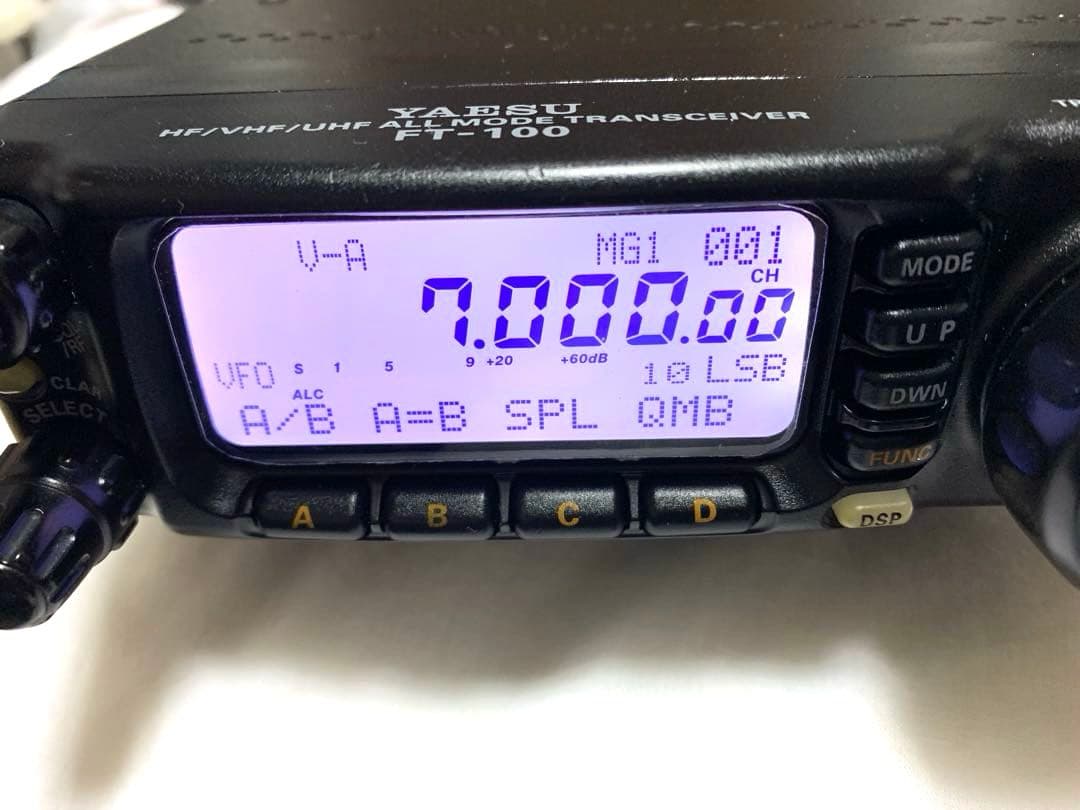 YAESU
HF/VHF/UHF ALL MODE TRANSCEIVER
FT-100
V-A MG1 001
CH
7.000.00
VFO S 1 5 9 +20 +60dB 10 LSB
ALC
A/B A=B SPL QMB
MODE
UP
DWN
FUNC
DSP
A B C D
CLAR
SELECT